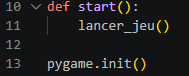 10 def start():
11     lancer_jeu()
12
13 pygame.init()